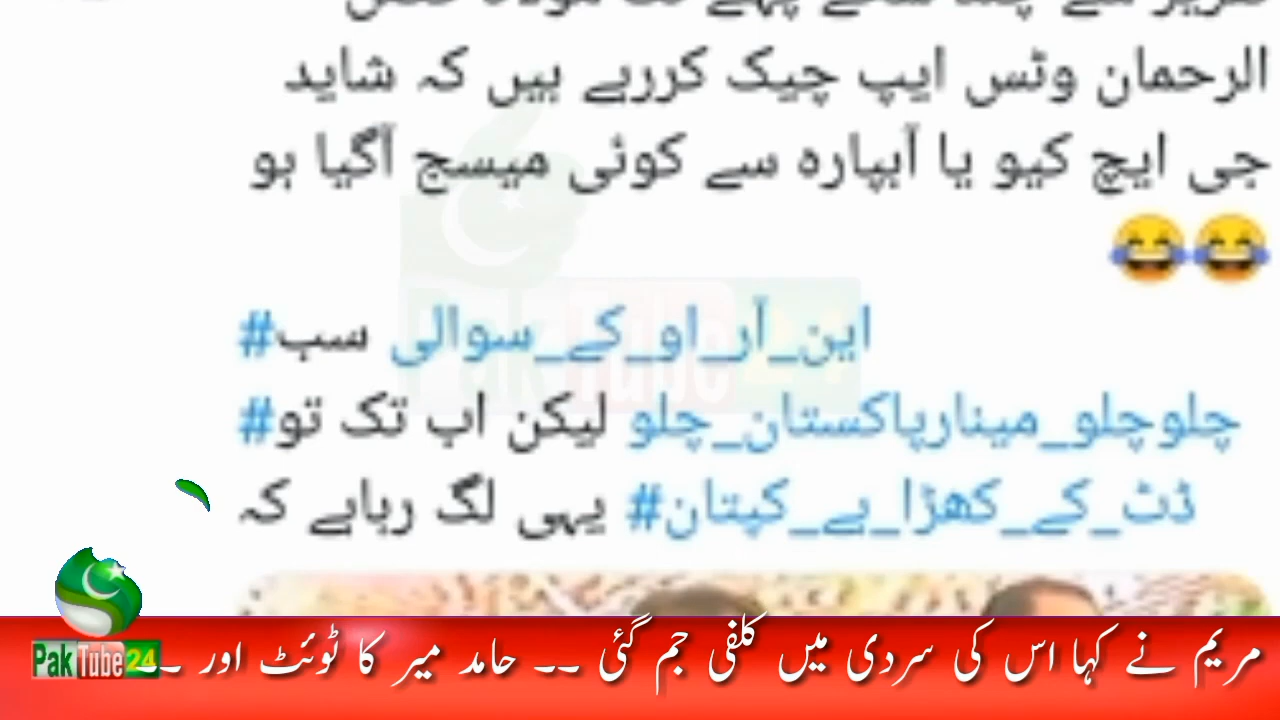 الرحمان وٹس ایپ چیک کررہے ہیں کہ شاید
جی ایچ کیو یا آبپارہ سے کوئی میسج آگیا ہو
😂😂
این_آر_او_کے_سوالی سب#
چلوچلو_مینارپاکستان_چلو لیکن اب تک تو#
ڈٹ_کے_کھڑا_ہے_کپتان# یہی لگ رہاہے کہ
مریم نے کہا اس کی سردی میں کلفی جم گئی ۔۔ حامد میر کا ٹوئٹ اور ۔۔
PakTube24